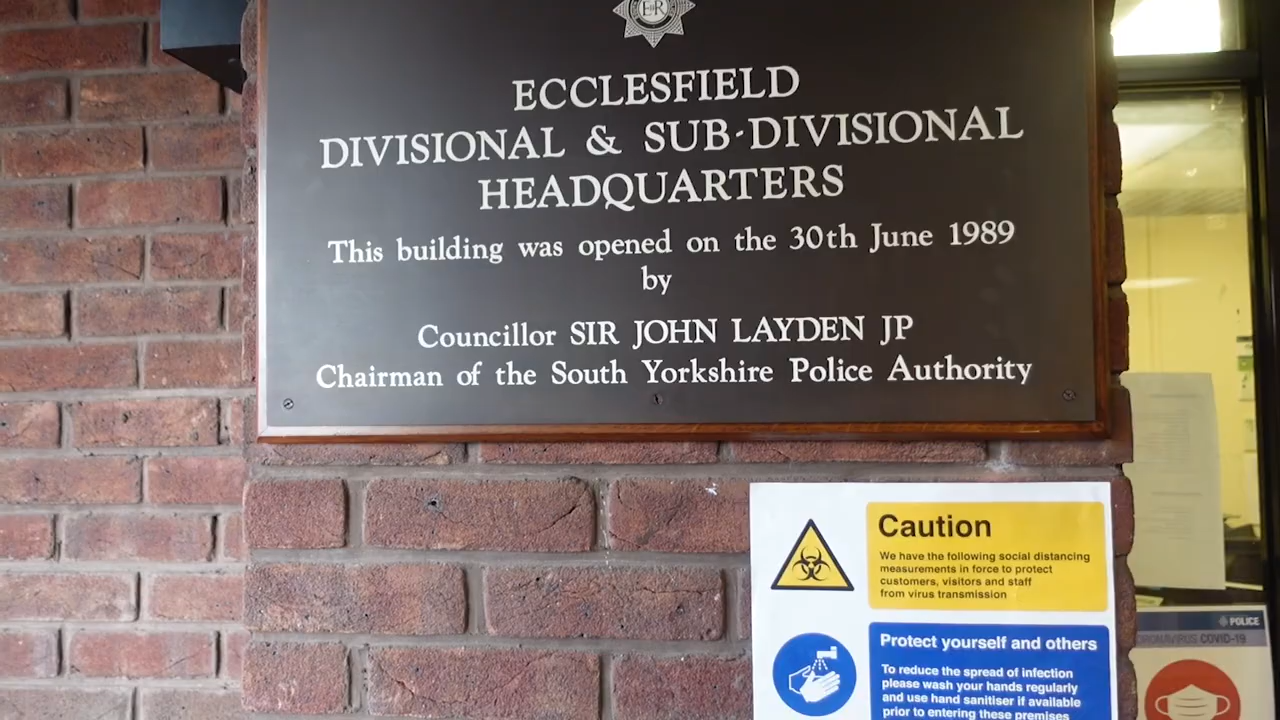 E R
ECCLESFIELD
DIVISIONAL & SUB-DIVISIONAL
HEADQUARTERS
This building was opened on the 30th June 1989
by
Councillor SIR JOHN LAYDEN JP
Chairman of the South Yorkshire Police Authority
Caution
We have the following social distancing
measurements in force to protect
customers, visitors and staff
from virus transmission
Protect yourself and others
To reduce the spread of infection
please wash your hands regularly
and use hand sanitiser if available
prior to entering these premises
POLICE
CORONAVIRUS COVID-19